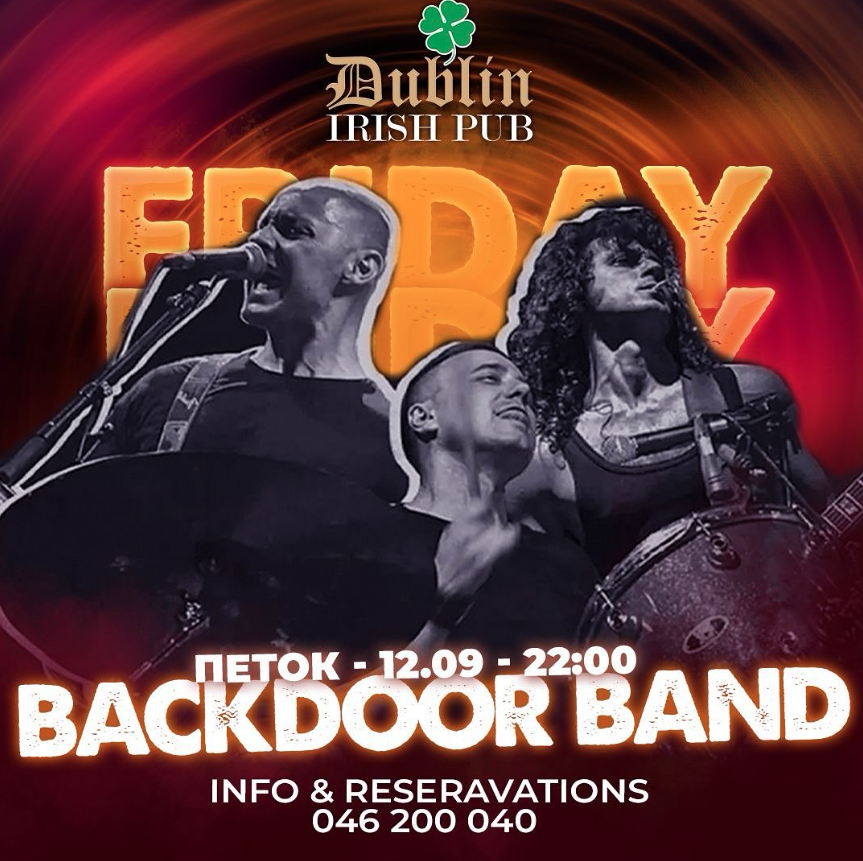 Dublin
IRISH PUB
FRIDAY
ПЕТОК - 12.09 - 22:00
BACKDOOR BAND
INFO & RESERAVATIONS
046 200 040